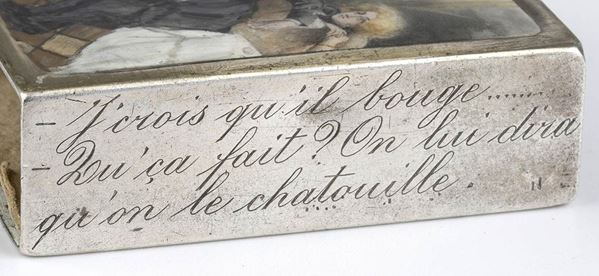 - J'crois qu'il bouge ........
- Qu'ça fait? On lui dira
qu'on le chatouille.